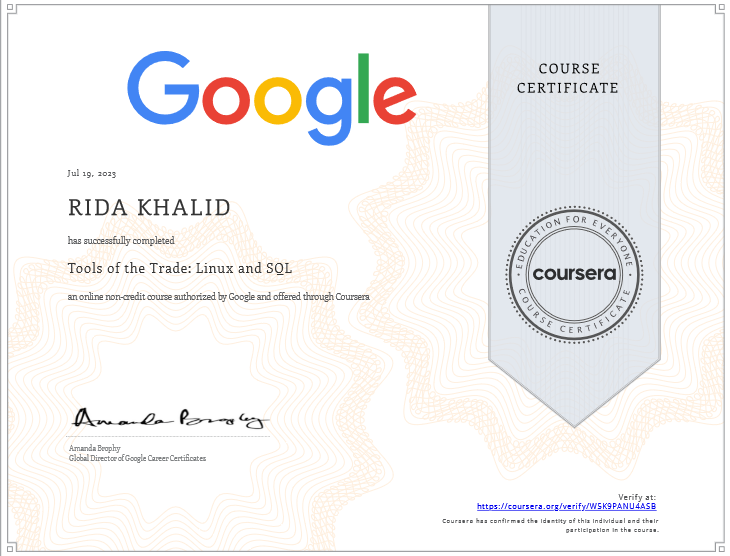 Google
COURSE
CERTIFICATE
Jul 19, 2023
RIDA KHALID
has successfully completed
Tools of the Trade: Linux and SQL
an online non-credit course authorized by Google and offered through Coursera
EDUCATION FOR EVERYONE
coursera
COURSE CERTIFICATE
Amanda Brophy
Amanda Brophy
Global Director of Google Career Certificates
Verify at:
https://coursera.org/verify/W5K9PANU4ASB
Coursera has confirmed the identity of this individual and their
participation in the course.